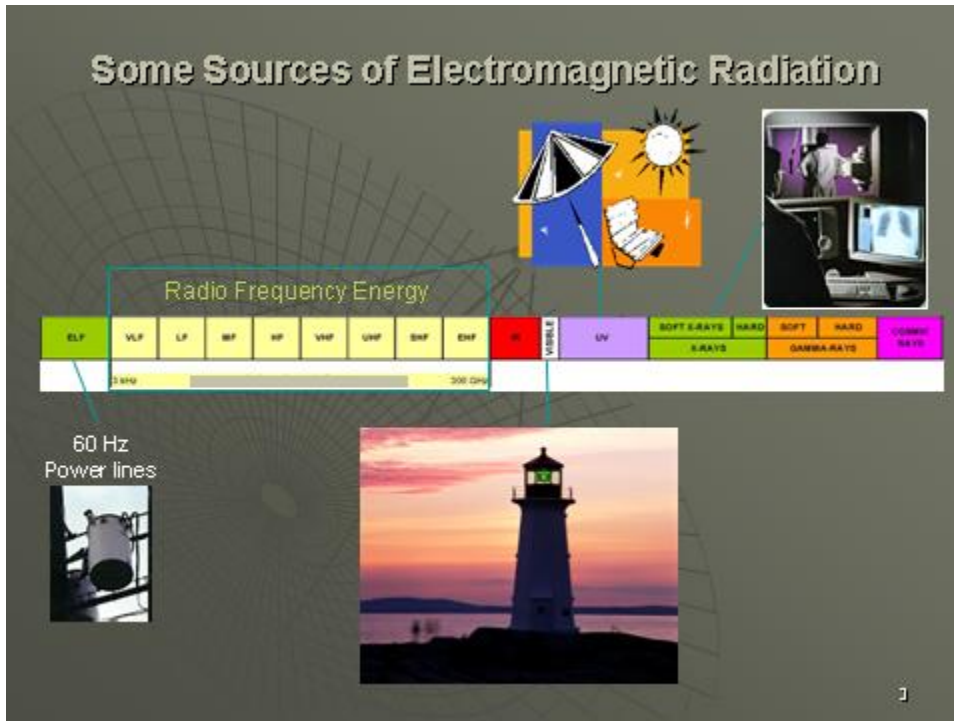 Some Sources of Electromagnetic Radiation
Radio Frequency Energy
ELF VLF LF MF HF VHF UHF SHF EHF IR VISIBLE UV SOFT X-RAYS HARD SOFT HARD COSMIC RAYS
X-RAYS GAMMA-RAYS
3 kHz 300 GHz
60 Hz
Power lines
3